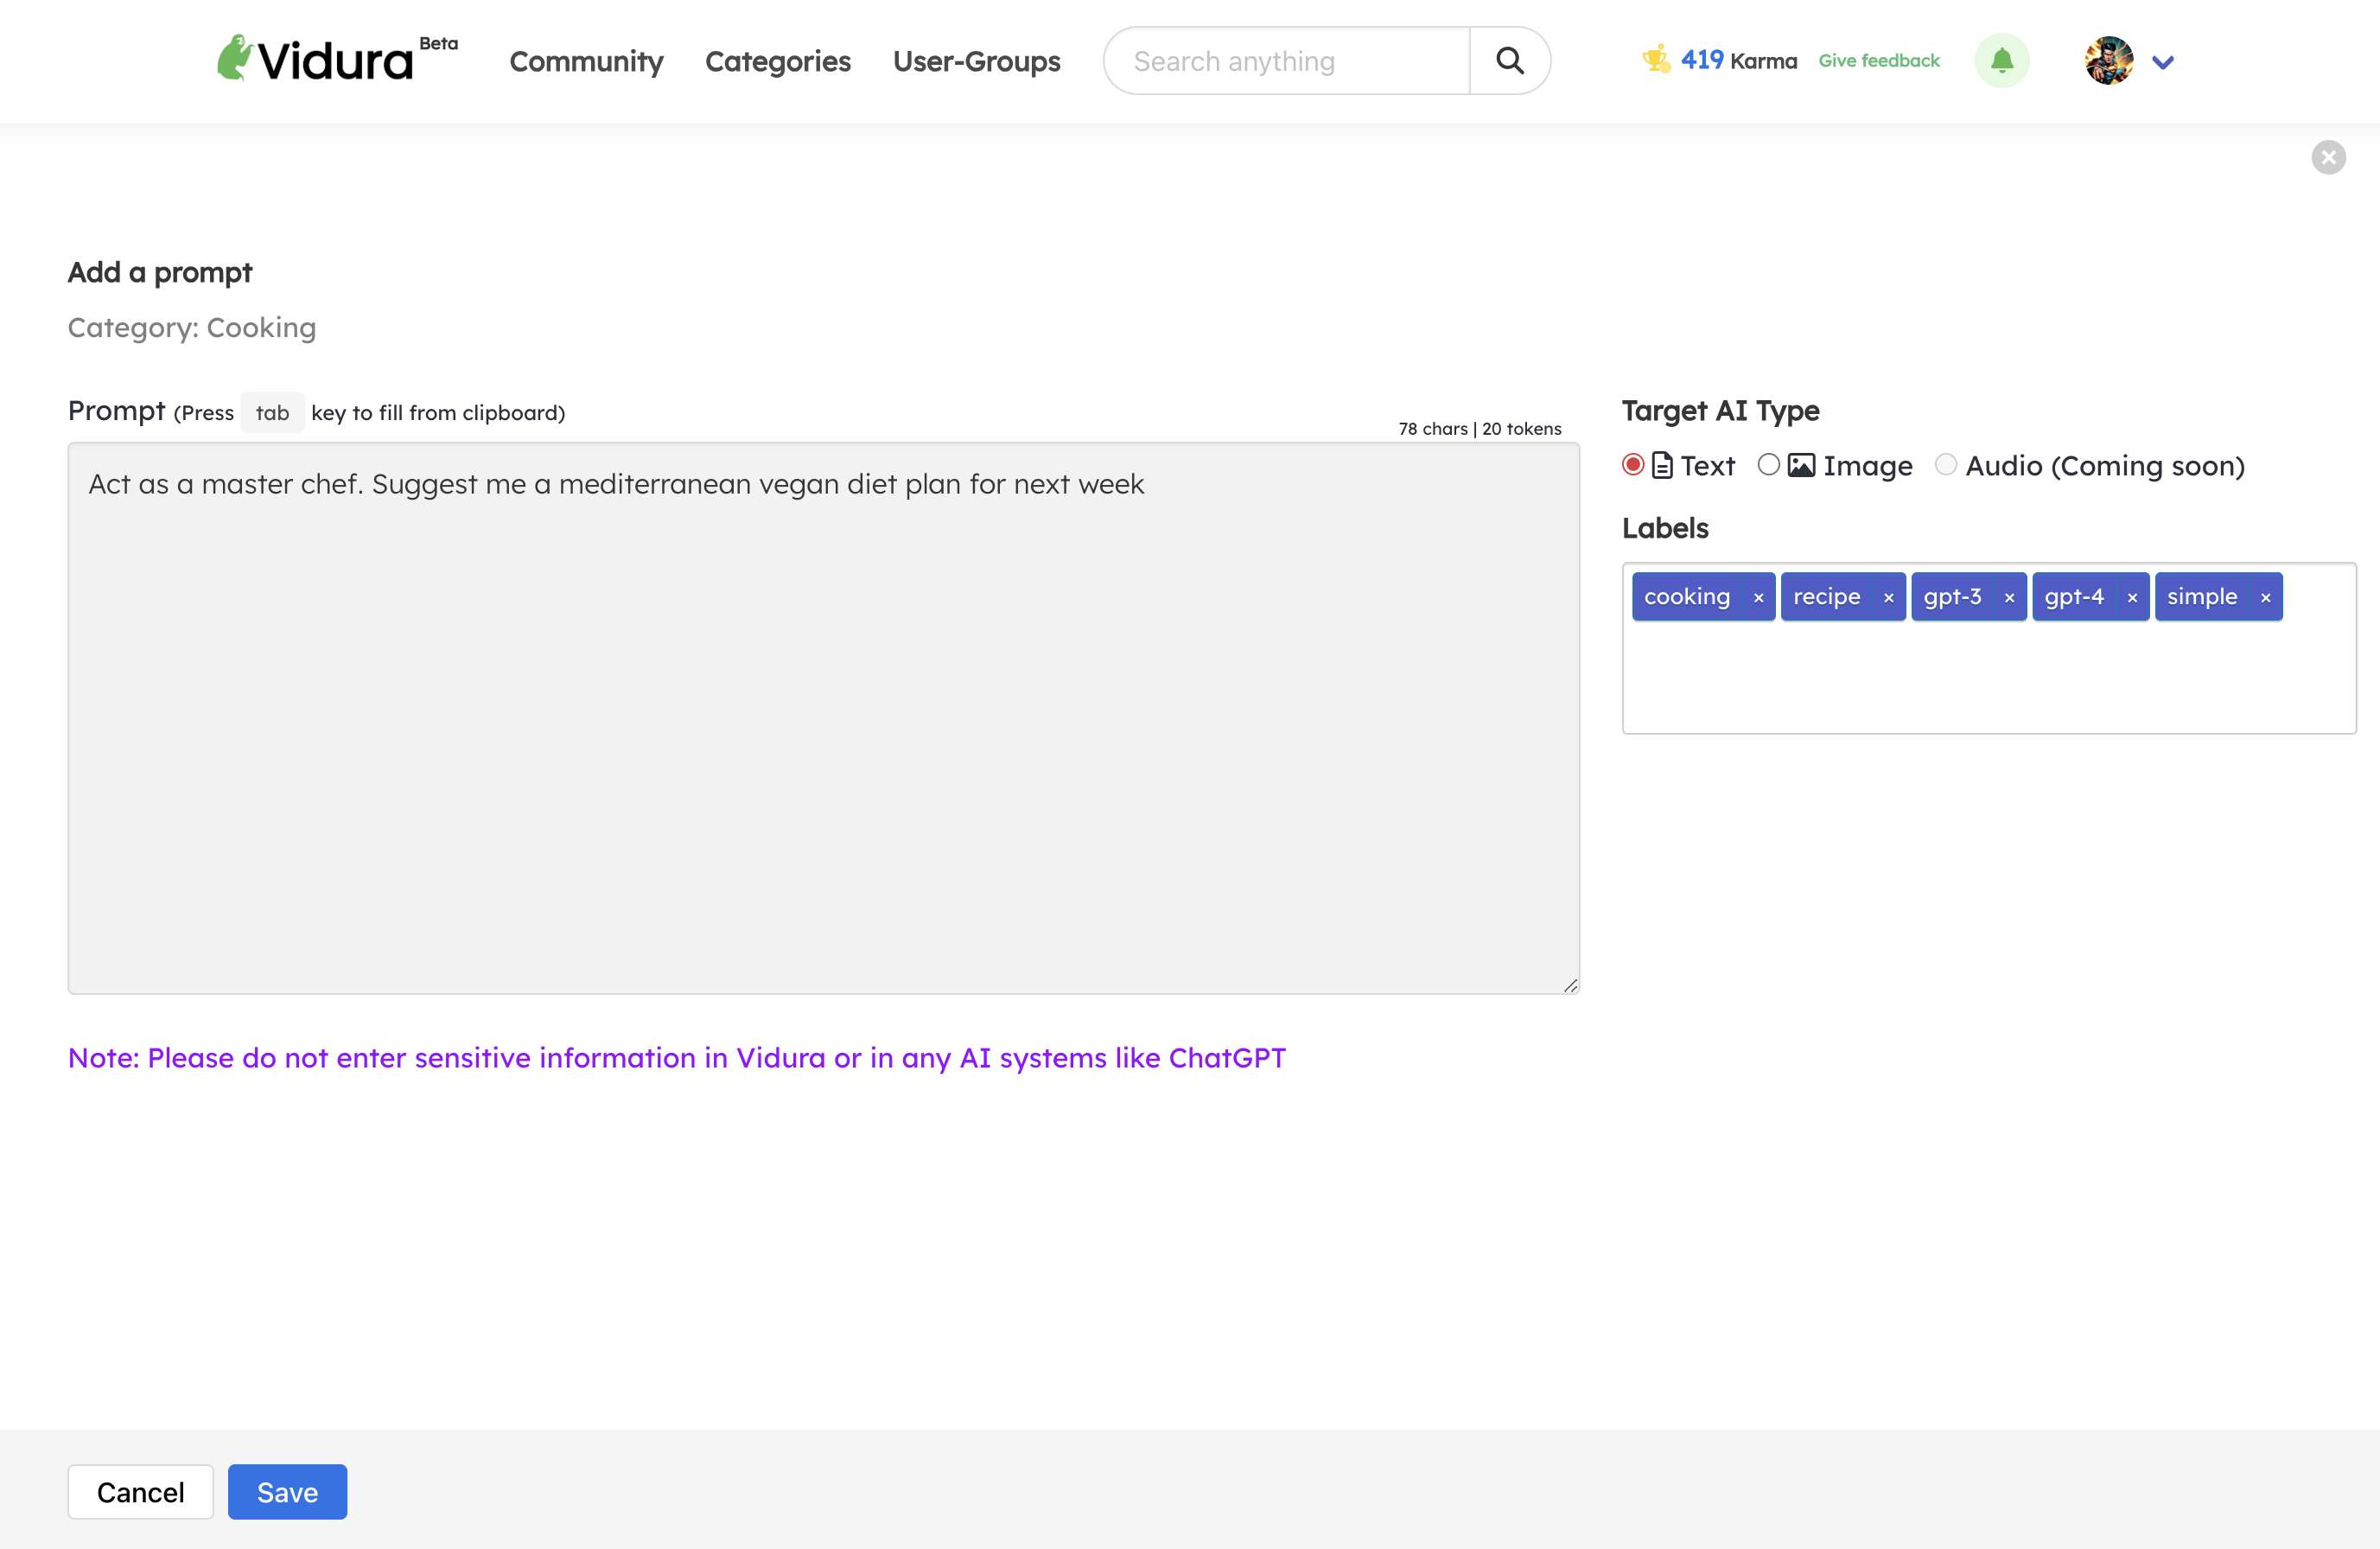 Vidura Beta
Community Categories User-Groups Search anything 419 Karma Give feedback
Add a prompt
Category: Cooking
Prompt (Press tab key to fill from clipboard)
78 chars | 20 tokens
Act as a master chef. Suggest me a mediterranean vegan diet plan for next week
Note: Please do not enter sensitive information in Vidura or in any AI systems like ChatGPT
Target AI Type
Text Image Audio (Coming soon)
Labels
cooking × recipe × gpt-3 × gpt-4 × simple ×
Cancel Save